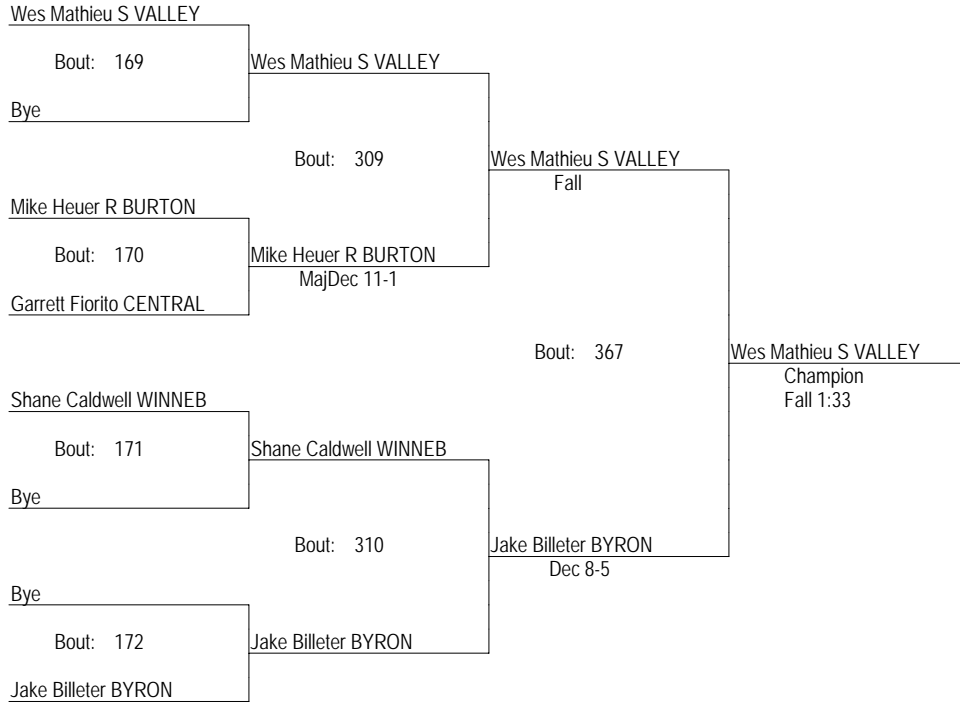 Wes Mathieu S VALLEY
Bout: 169
Wes Mathieu S VALLEY
Bye
Bout: 309
Wes Mathieu S VALLEY
Fall
Mike Heuer R BURTON
Bout: 170
Mike Heuer R BURTON
MajDec 11-1
Garrett Fiorito CENTRAL
Bout: 367
Wes Mathieu S VALLEY
Champion
Fall 1:33
Shane Caldwell WINNEB
Bout: 171
Shane Caldwell WINNEB
Bye
Bout: 310
Jake Billeter BYRON
Dec 8-5
Bye
Bout: 172
Jake Billeter BYRON
Jake Billeter BYRON